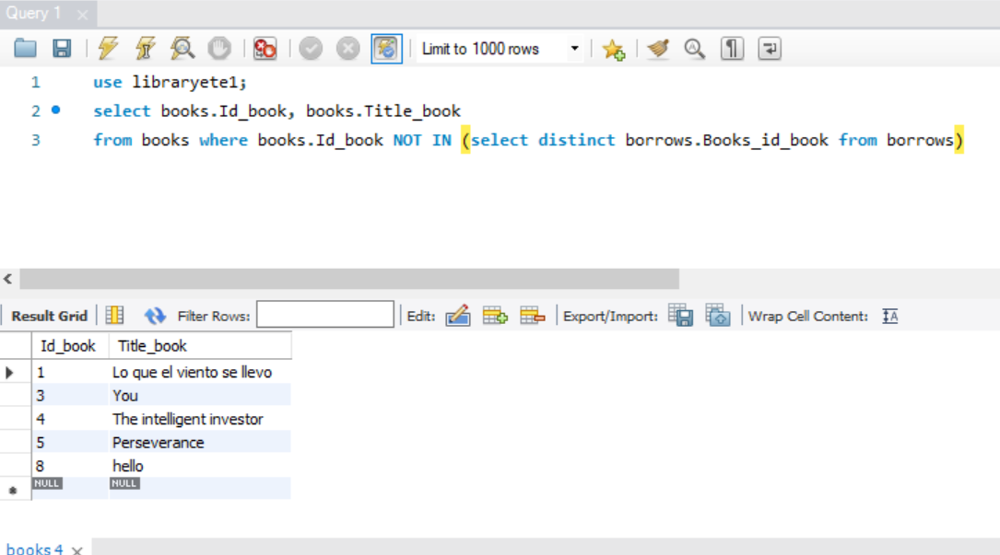 Query 1
Limit to 1000 rows
1 use libraryete1;
2 select books.Id_book, books.Title_book
3 from books where books.Id_book NOT IN (select distinct borrows.Books_id_book from borrows)
Result Grid Filter Rows: Edit: Export/Import: Wrap Cell Content:
Id_book Title_book
1 Lo que el viento se llevo
3 You
4 The intelligent investor
5 Perseverance
8 hello
NULL NULL
books 4